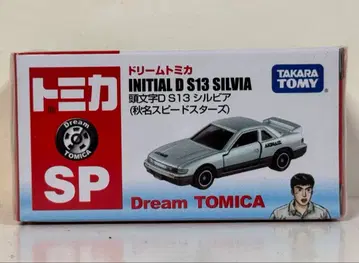 トミカ
Dream
TOMICA
SP
ドリームトミカ
INITIAL D S13 SILVIA
頭文字D S13 シルビア
(秋名スピードスターズ)
TAKARA
TOMY
Dream TOMICA